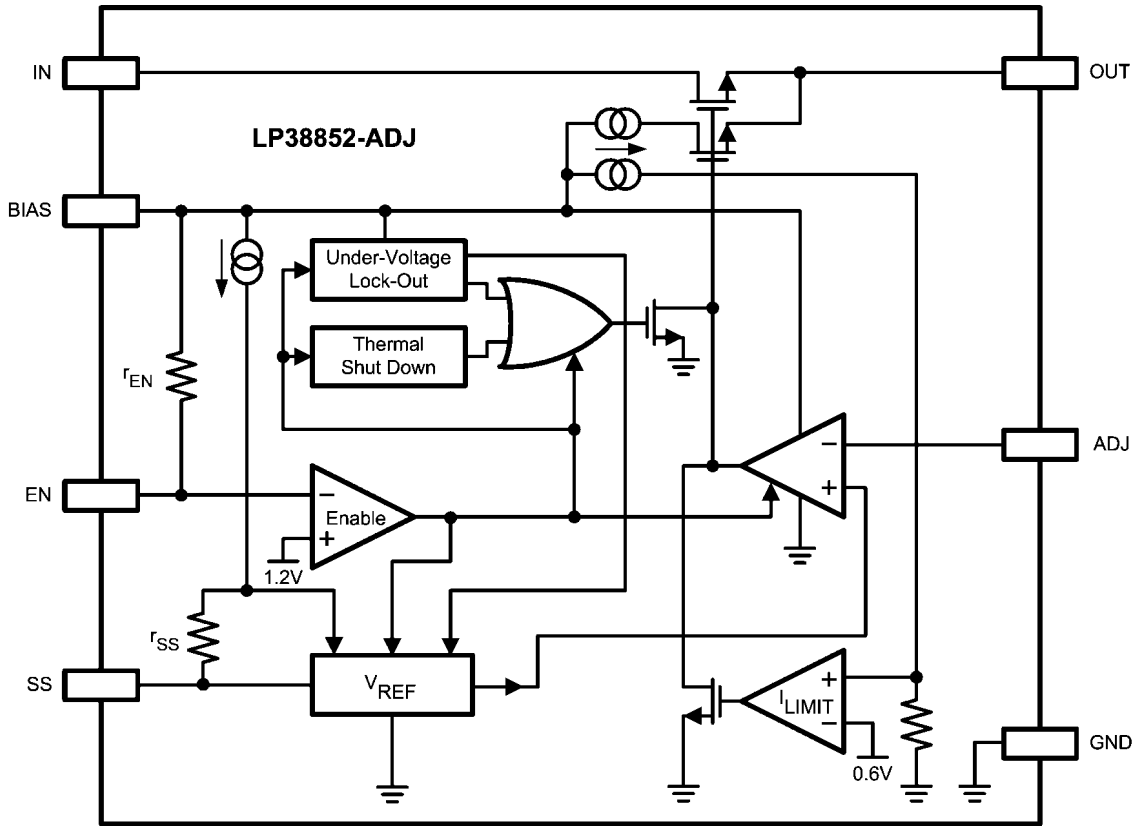 IN
OUT
LP38852-ADJ
BIAS
Under-Voltage
Lock-Out
Thermal
Shut Down
rEN
−
ADJ
+
EN
−
Enable
+
1.2V
rSS
SS
VREF
+
ILIMIT
−
0.6V
GND